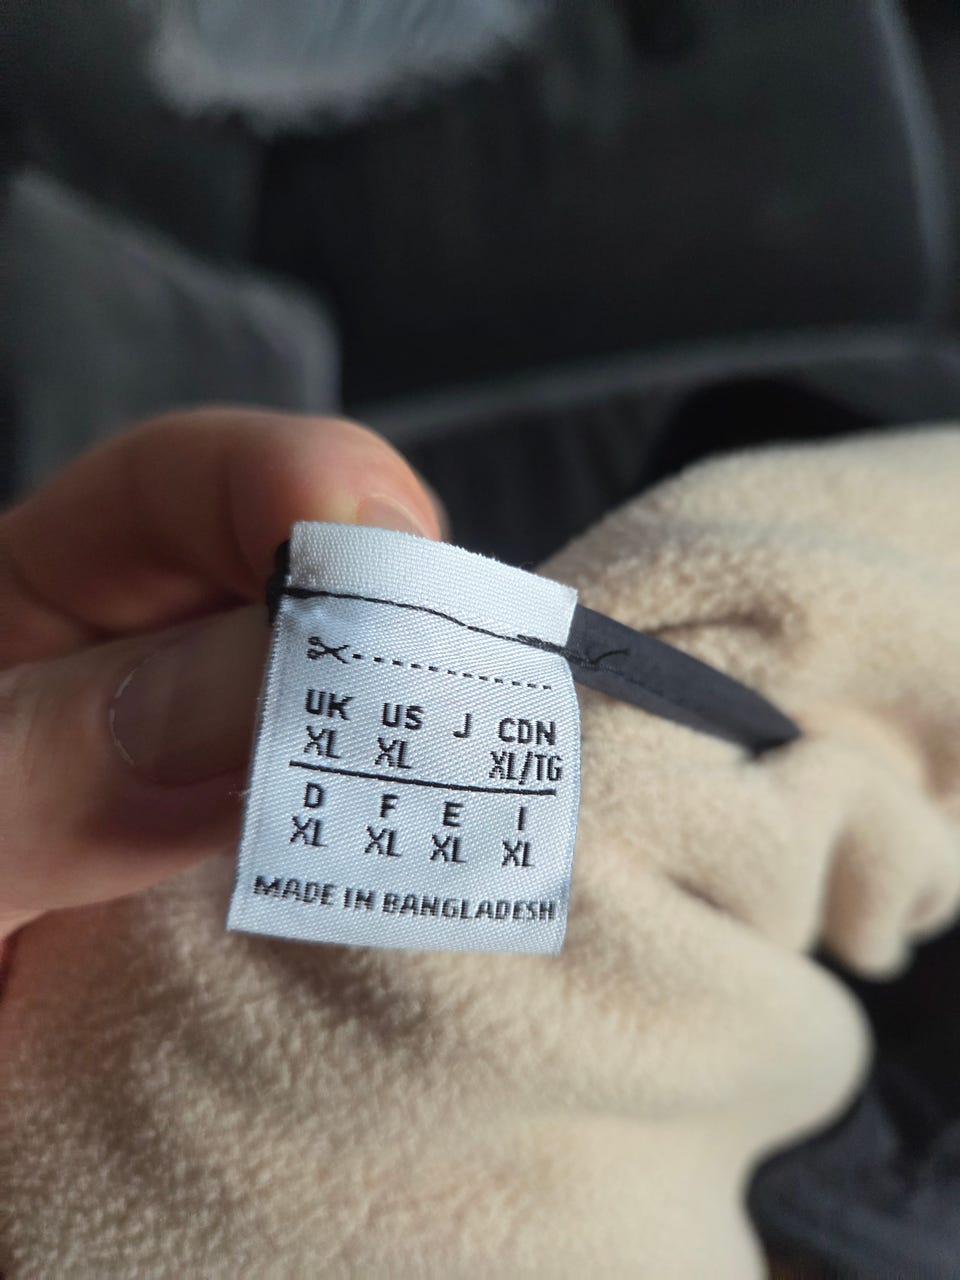 UK US J CDN
XL XL XL/TG
D F E I
XL XL XL XL
MADE IN BANGLADESH